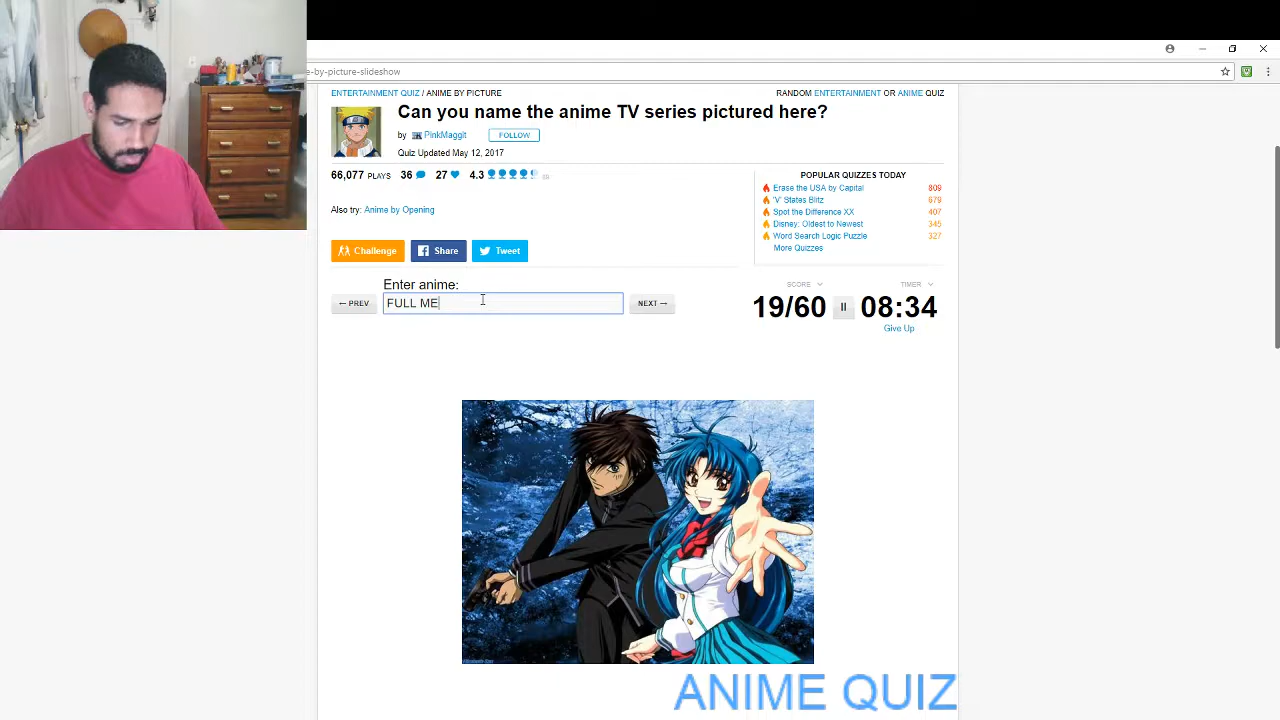 e-by-picture-slideshow
ENTERTAINMENT QUIZ / ANIME BY PICTURE
RANDOM ENTERTAINMENT OR ANIME QUIZ
Can you name the anime TV series pictured here?
by PinkMaggit FOLLOW
Quiz Updated May 12, 2017
66,077 PLAYS 36 27 4.3
POPULAR QUIZZES TODAY
Erase the USA by Capital 809
'V' States Blitz 679
Spot the Difference XX 407
Disney: Oldest to Newest 345
Word Search Logic Puzzle 327
More Quizzes
Also try: Anime by Opening
Challenge Share Tweet
Enter anime:
← PREV FULL ME NEXT →
SCORE TIMER
19/60 08:34
Give Up
ANIME QUIZ